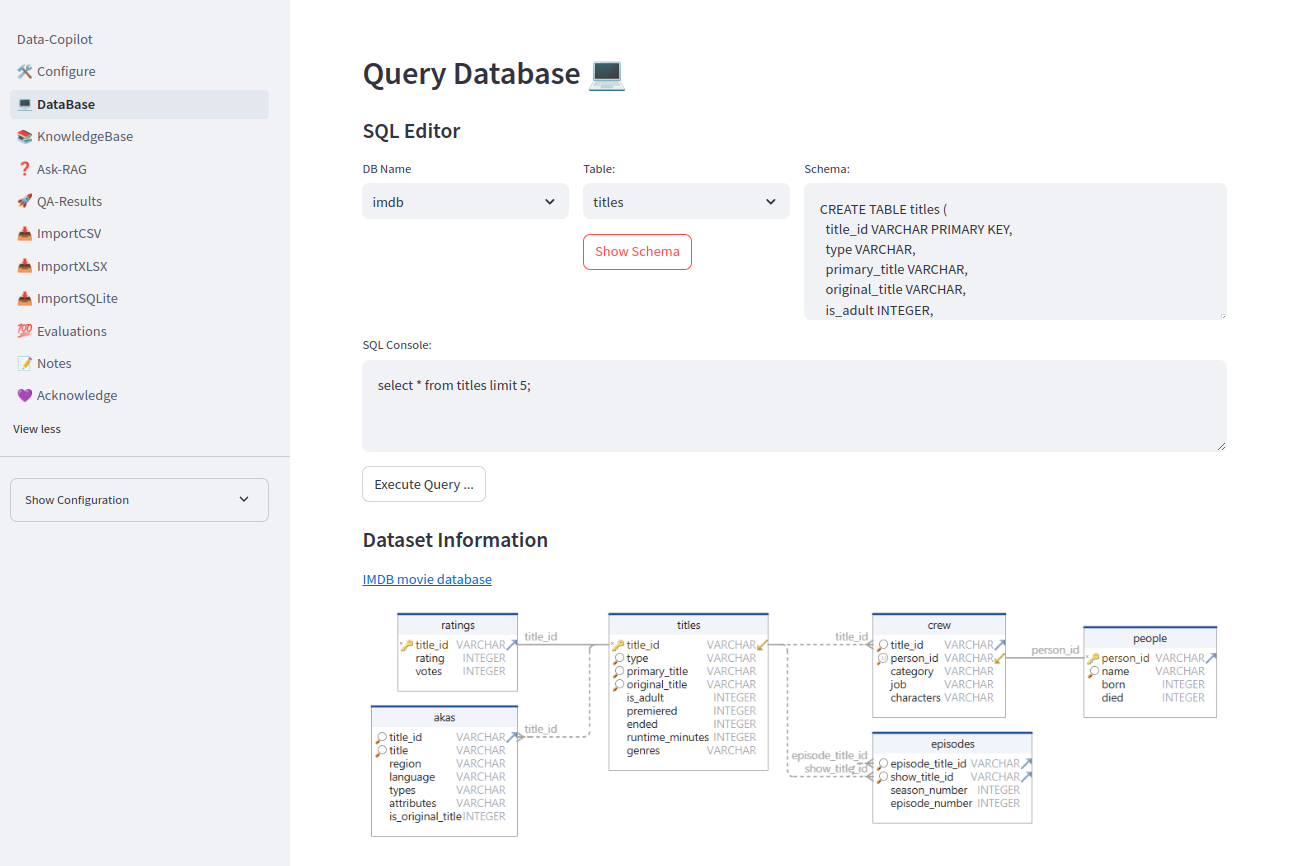 Data-Copilot
🛠️ Configure
💻 DataBase
📚 KnowledgeBase
❓ Ask-RAG
🚀 QA-Results
📥 ImportCSV
📥 ImportXLSX
📥 ImportSQLite
💯 Evaluations
📝 Notes
💜 Acknowledge
View less
Show Configuration
Query Database 💻
SQL Editor
DB Name
imdb
Table:
titles
Show Schema
Schema:
CREATE TABLE titles (
title_id VARCHAR PRIMARY KEY,
type VARCHAR,
primary_title VARCHAR,
original_title VARCHAR,
is_adult INTEGER,
SQL Console:
select * from titles limit 5;
Execute Query ...
Dataset Information
IMDB movie database
ratings
title_id VARCHAR
rating INTEGER
votes INTEGER
title_id
akas
title_id VARCHAR
title VARCHAR
region VARCHAR
language VARCHAR
types VARCHAR
attributes VARCHAR
is_original_title INTEGER
title_id
titles
title_id VARCHAR
type VARCHAR
primary_title VARCHAR
original_title VARCHAR
is_adult INTEGER
premiered INTEGER
ended INTEGER
runtime_minutes INTEGER
genres VARCHAR
title_id
crew
title_id VARCHAR
person_id VARCHAR
category VARCHAR
job VARCHAR
characters VARCHAR
person_id
people
person_id VARCHAR
name VARCHAR
born INTEGER
died INTEGER
episode_title_id
show_title_id
episodes
episode_title_id VARCHAR
show_title_id VARCHAR
season_number INTEGER
episode_number INTEGER